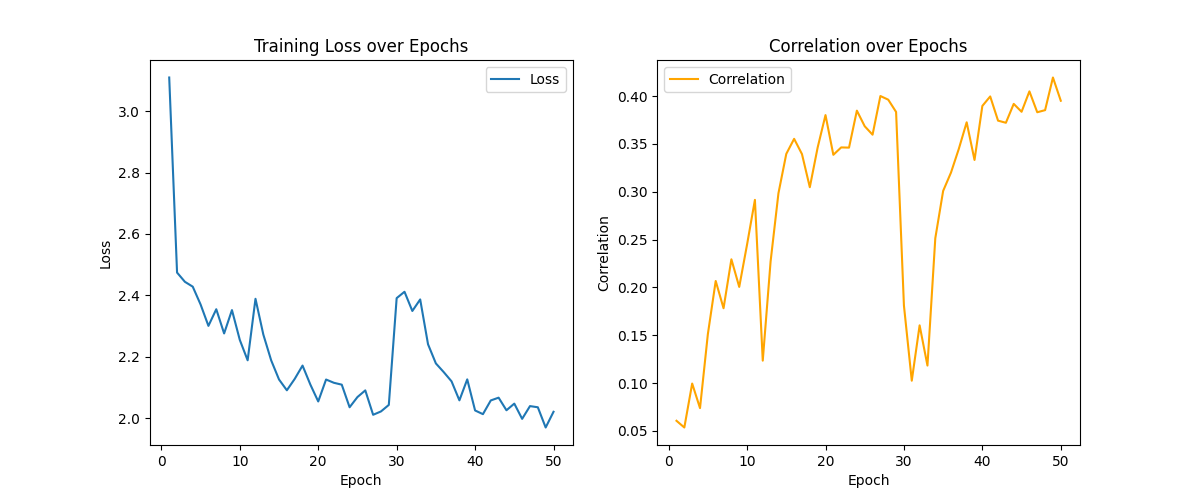 Training Loss over Epochs
Loss
3.0
2.8
2.6
2.4
2.2
2.0
Loss
0 10 20 30 40 50
Epoch
Correlation over Epochs
Correlation
0.40
0.35
0.30
0.25
0.20
0.15
0.10
0.05
Correlation
0 10 20 30 40 50
Epoch